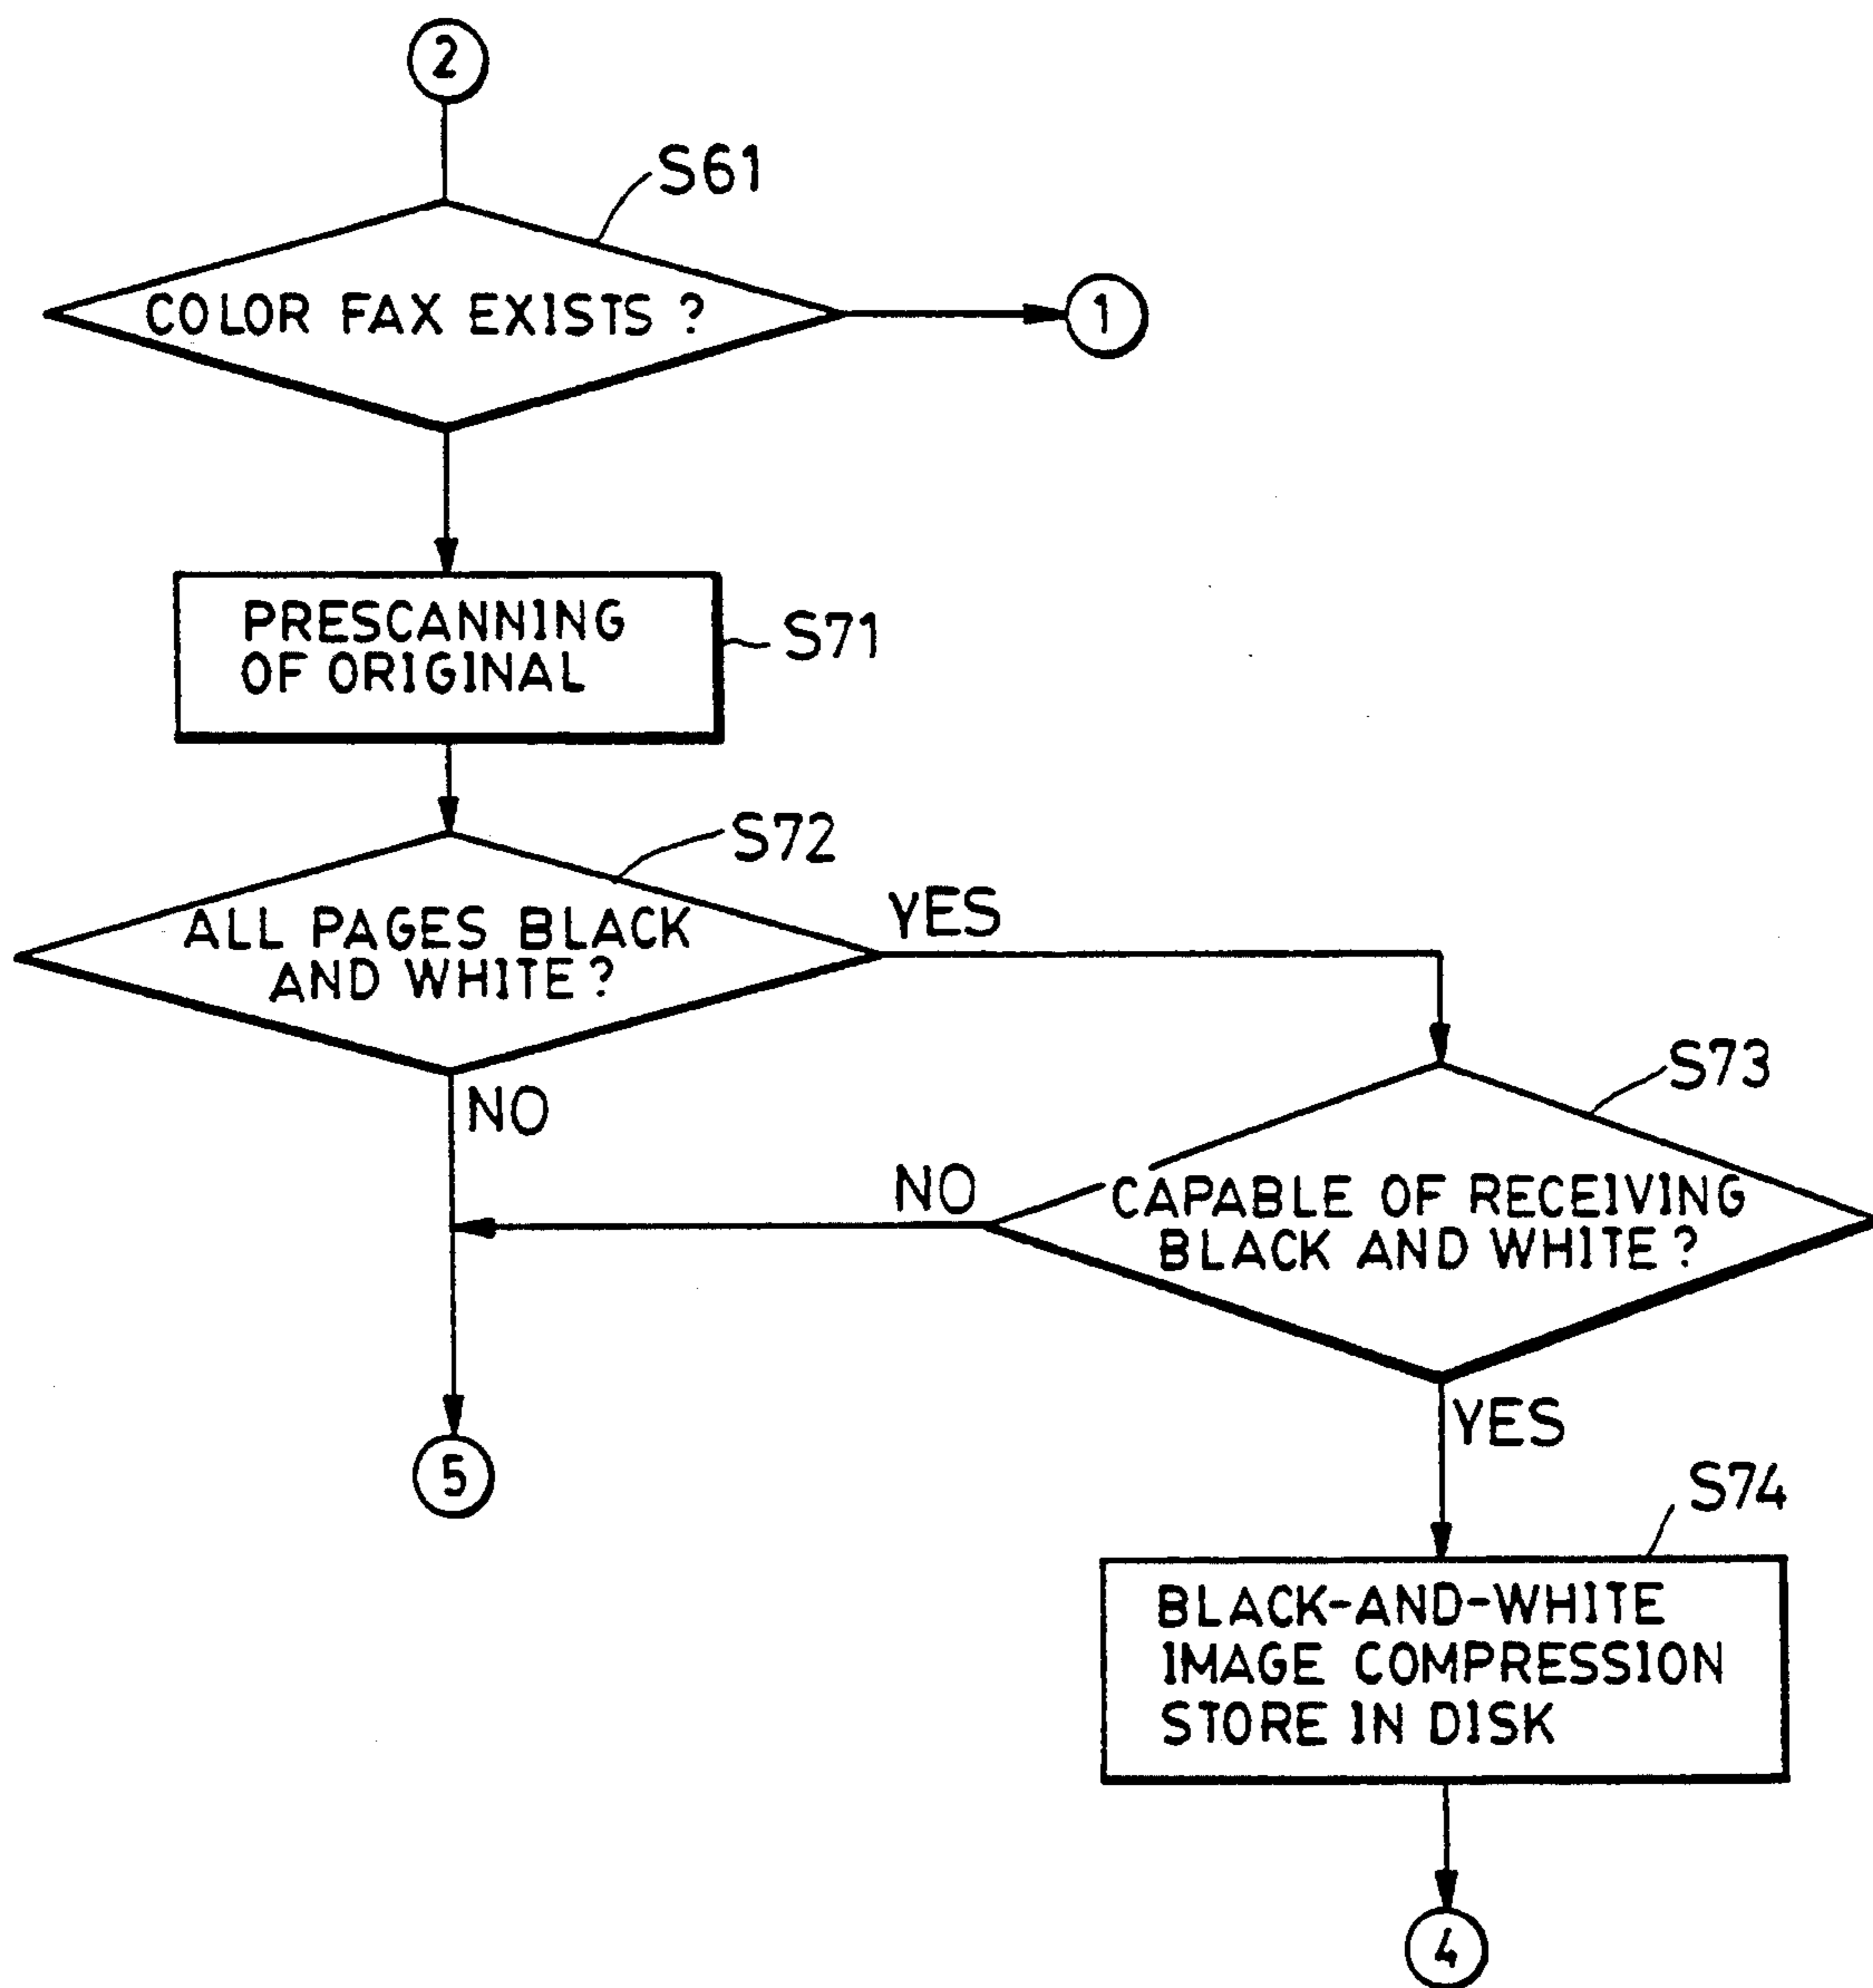 2
S61
COLOR FAX EXISTS ?
1
PRESCANNING
OF ORIGINAL
S71
S72
ALL PAGES BLACK
AND WHITE?
YES
NO
S73
NO
CAPABLE OF RECEIVING
BLACK AND WHITE?
YES
5
S74
BLACK-AND-WHITE
IMAGE COMPRESSION
STORE IN DISK
4